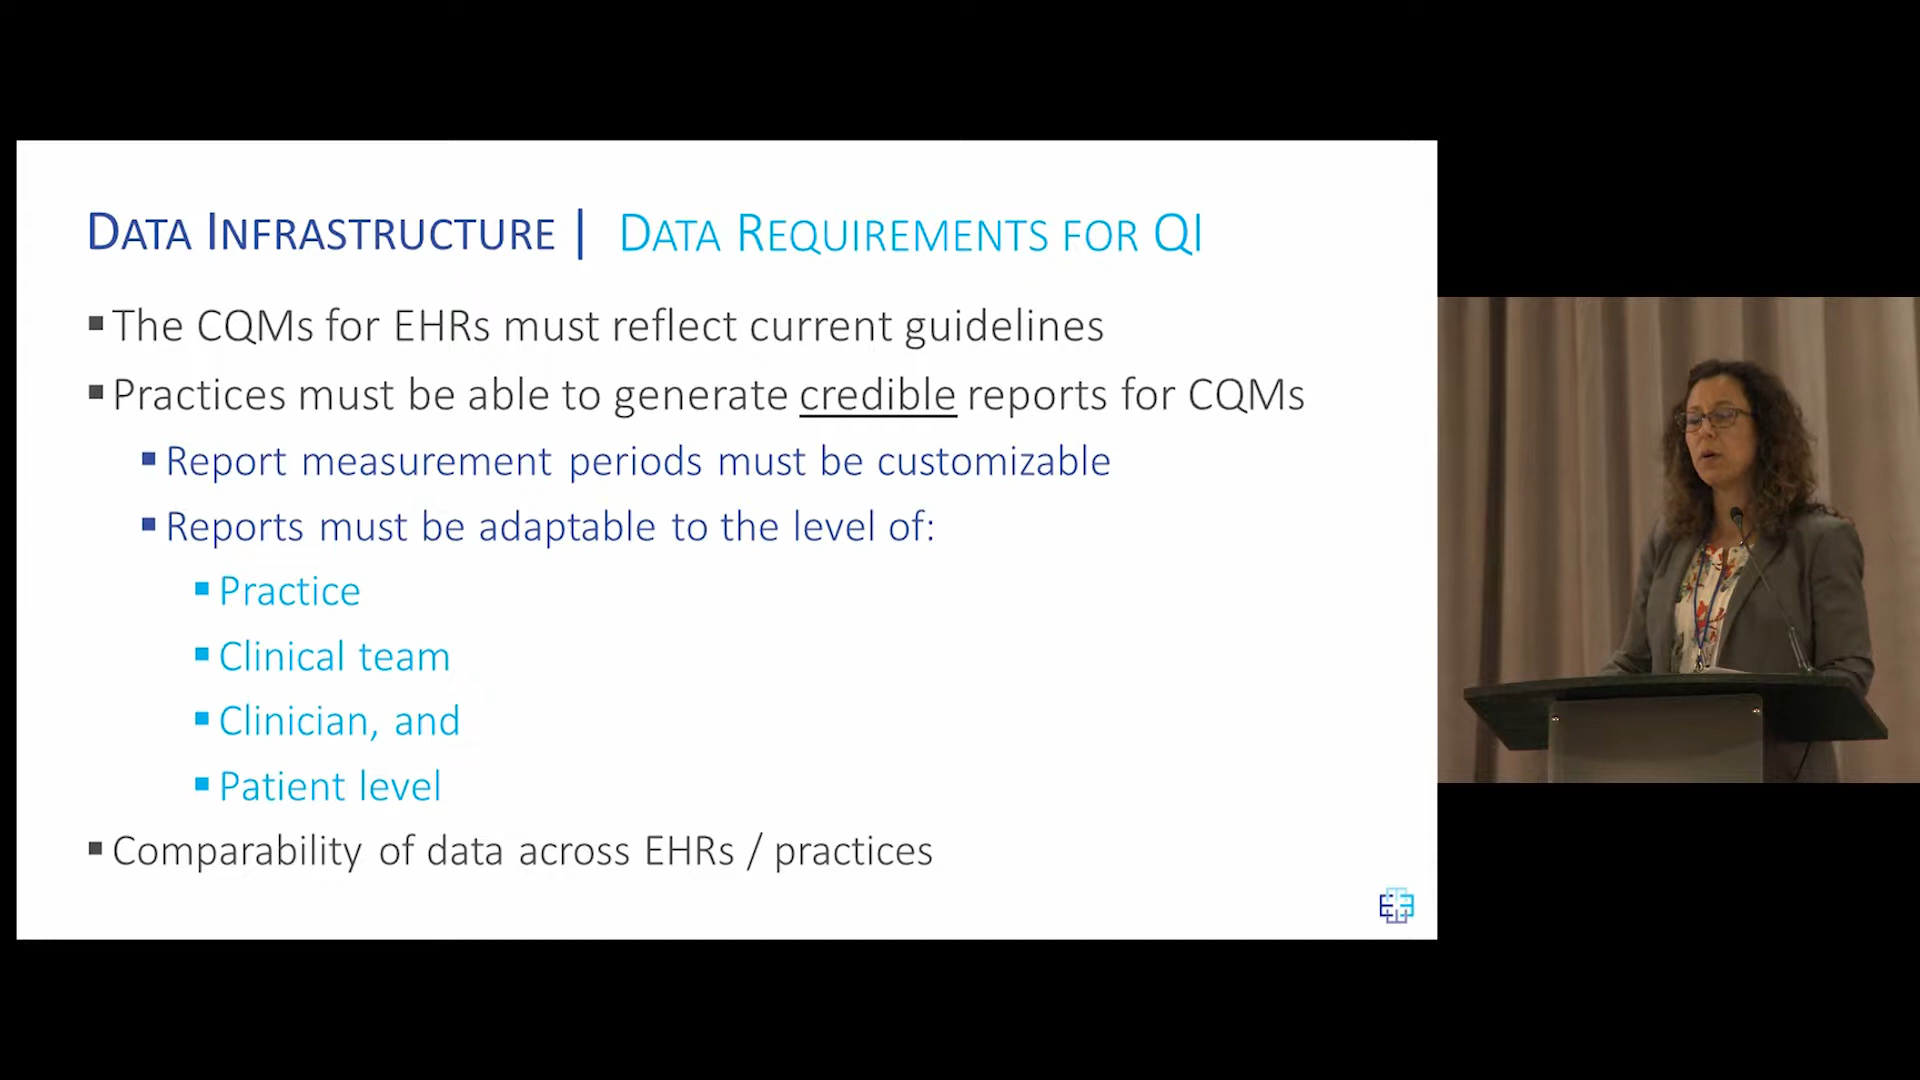 DATA INFRASTRUCTURE | DATA REQUIREMENTS FOR QI
The CQMs for EHRs must reflect current guidelines
Practices must be able to generate credible reports for CQMs
Report measurement periods must be customizable
Reports must be adaptable to the level of:
Practice
Clinical team
Clinician, and
Patient level
Comparability of data across EHRs / practices